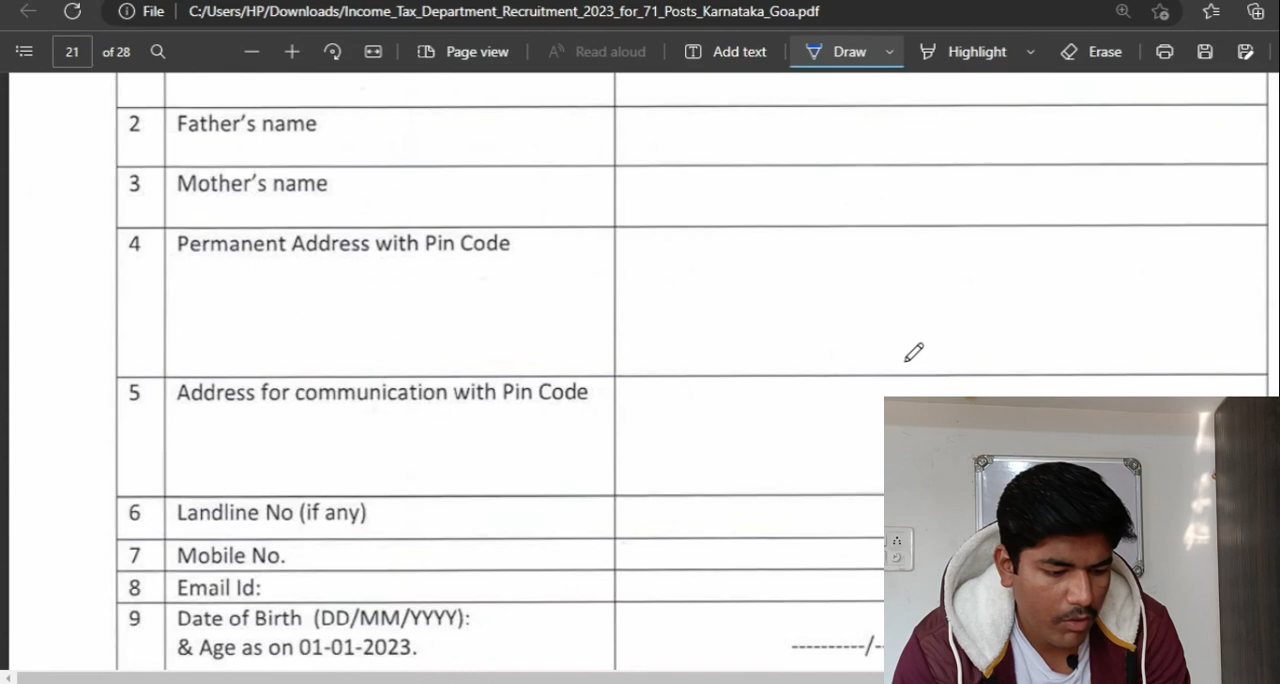 File C:/Users/HP/Downloads/Income_Tax_Department_Recruitment_2023_for_71_Posts_Karnataka_Goa.pdf
21 of 28 Page view Read aloud Add text Draw Highlight Erase
2 Father's name
3 Mother's name
4 Permanent Address with Pin Code
5 Address for communication with Pin Code
6 Landline No (if any)
7 Mobile No.
8 Email Id:
9 Date of Birth (DD/MM/YYYY):
& Age as on 01-01-2023. ----------/--